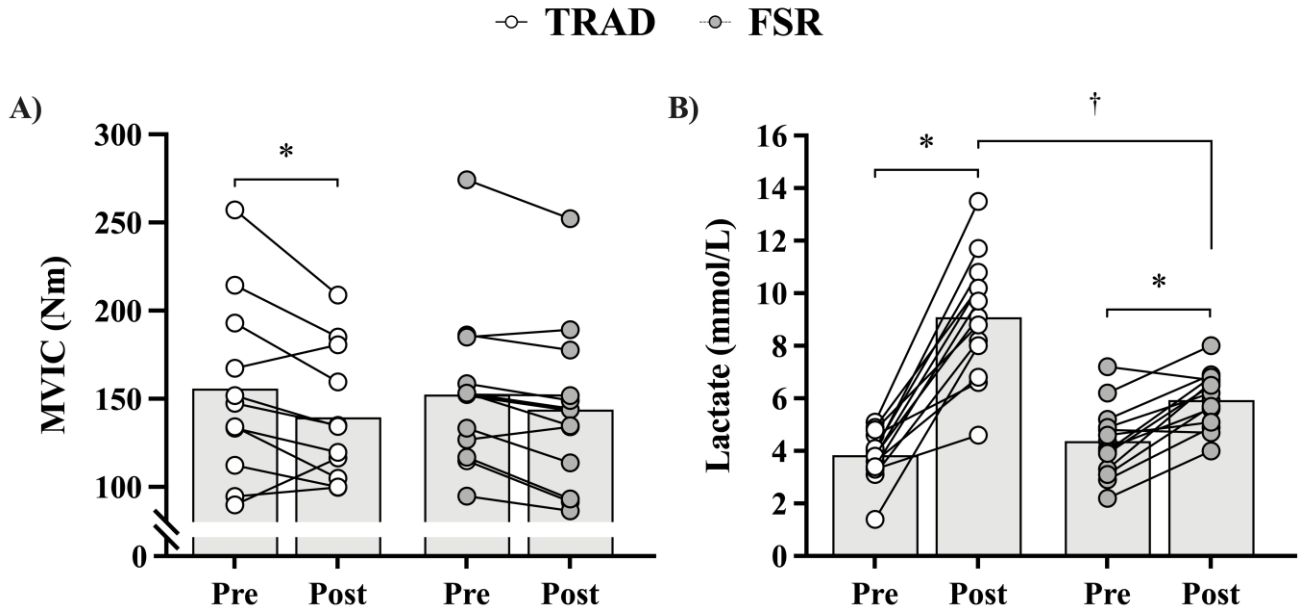 TRAD FSR
A)
MVIC (Nm)
300
250
200
150
100
0
*
Pre Post Pre Post
B)
Lactate (mmol/L)
16
14
12
10
8
6
4
2
0
*
†
*
Pre Post Pre Post